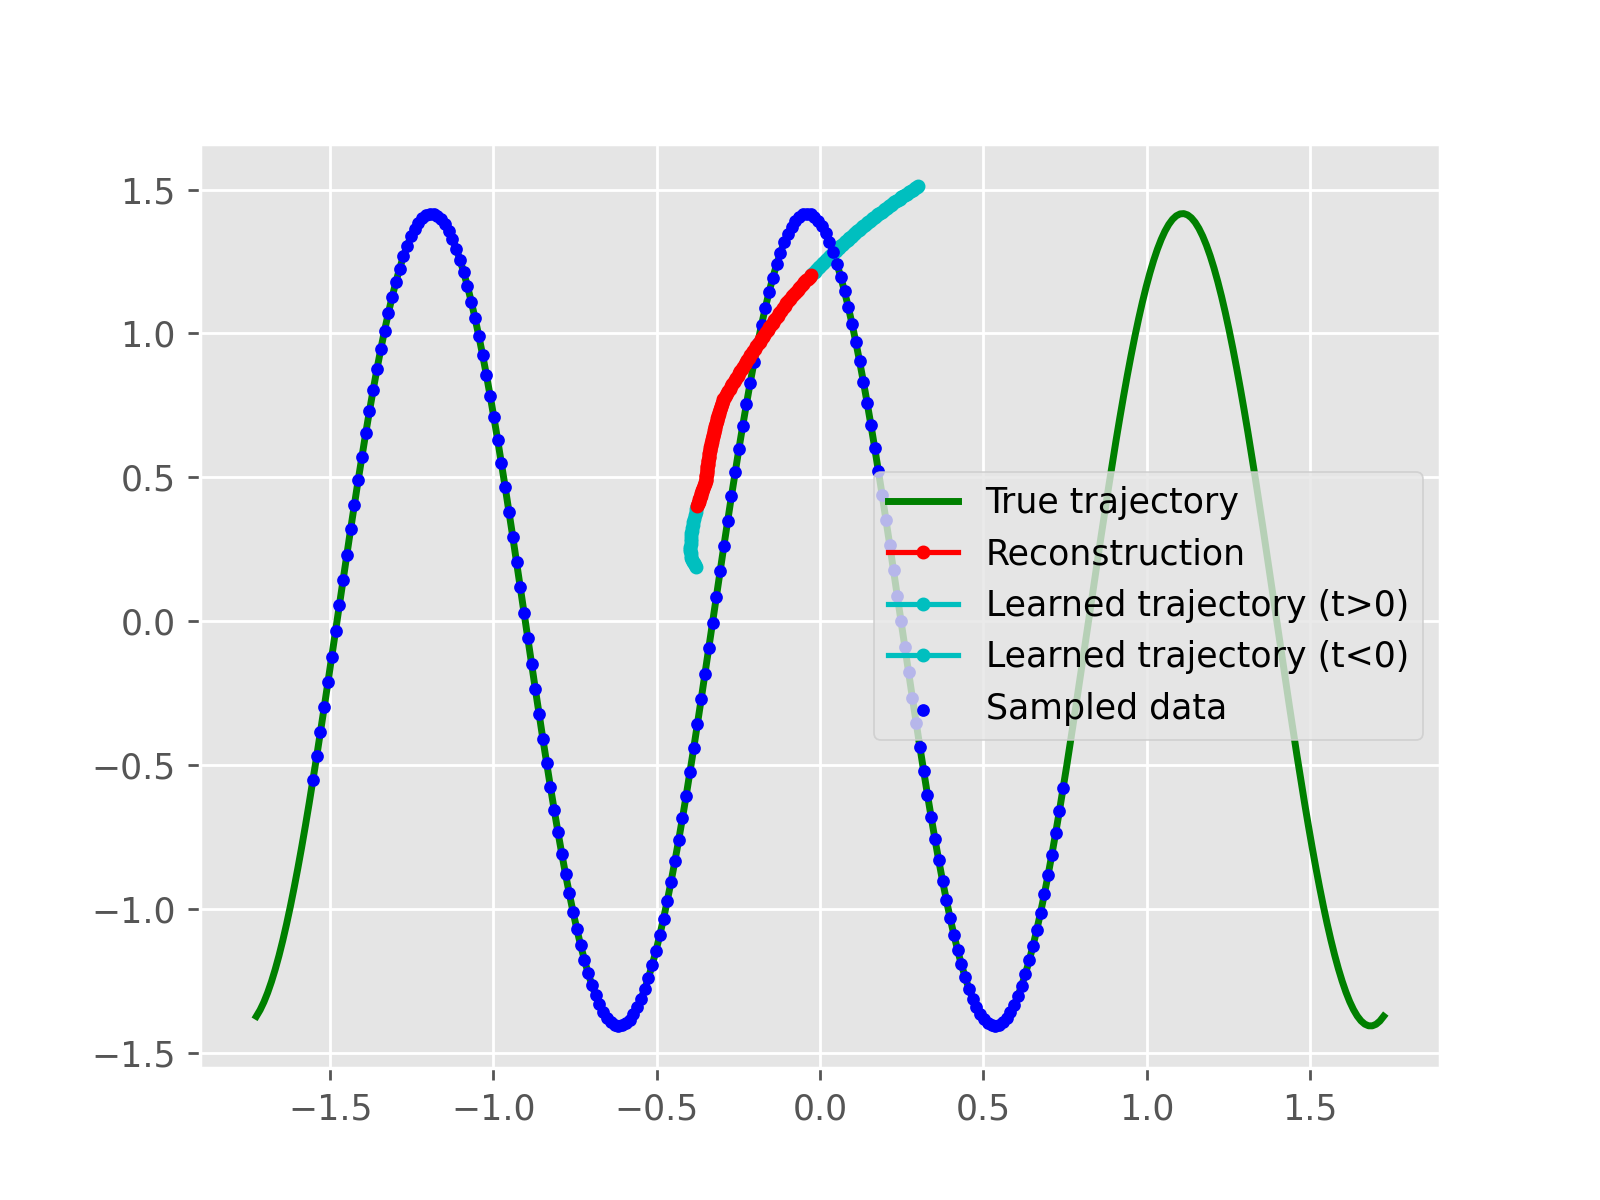 1.5
1.0
0.5
0.0
−0.5
−1.0
−1.5
True trajectory
Reconstruction
Learned trajectory (t>0)
Learned trajectory (t<0)
Sampled data
−1.5 −1.0 −0.5 0.0 0.5 1.0 1.5